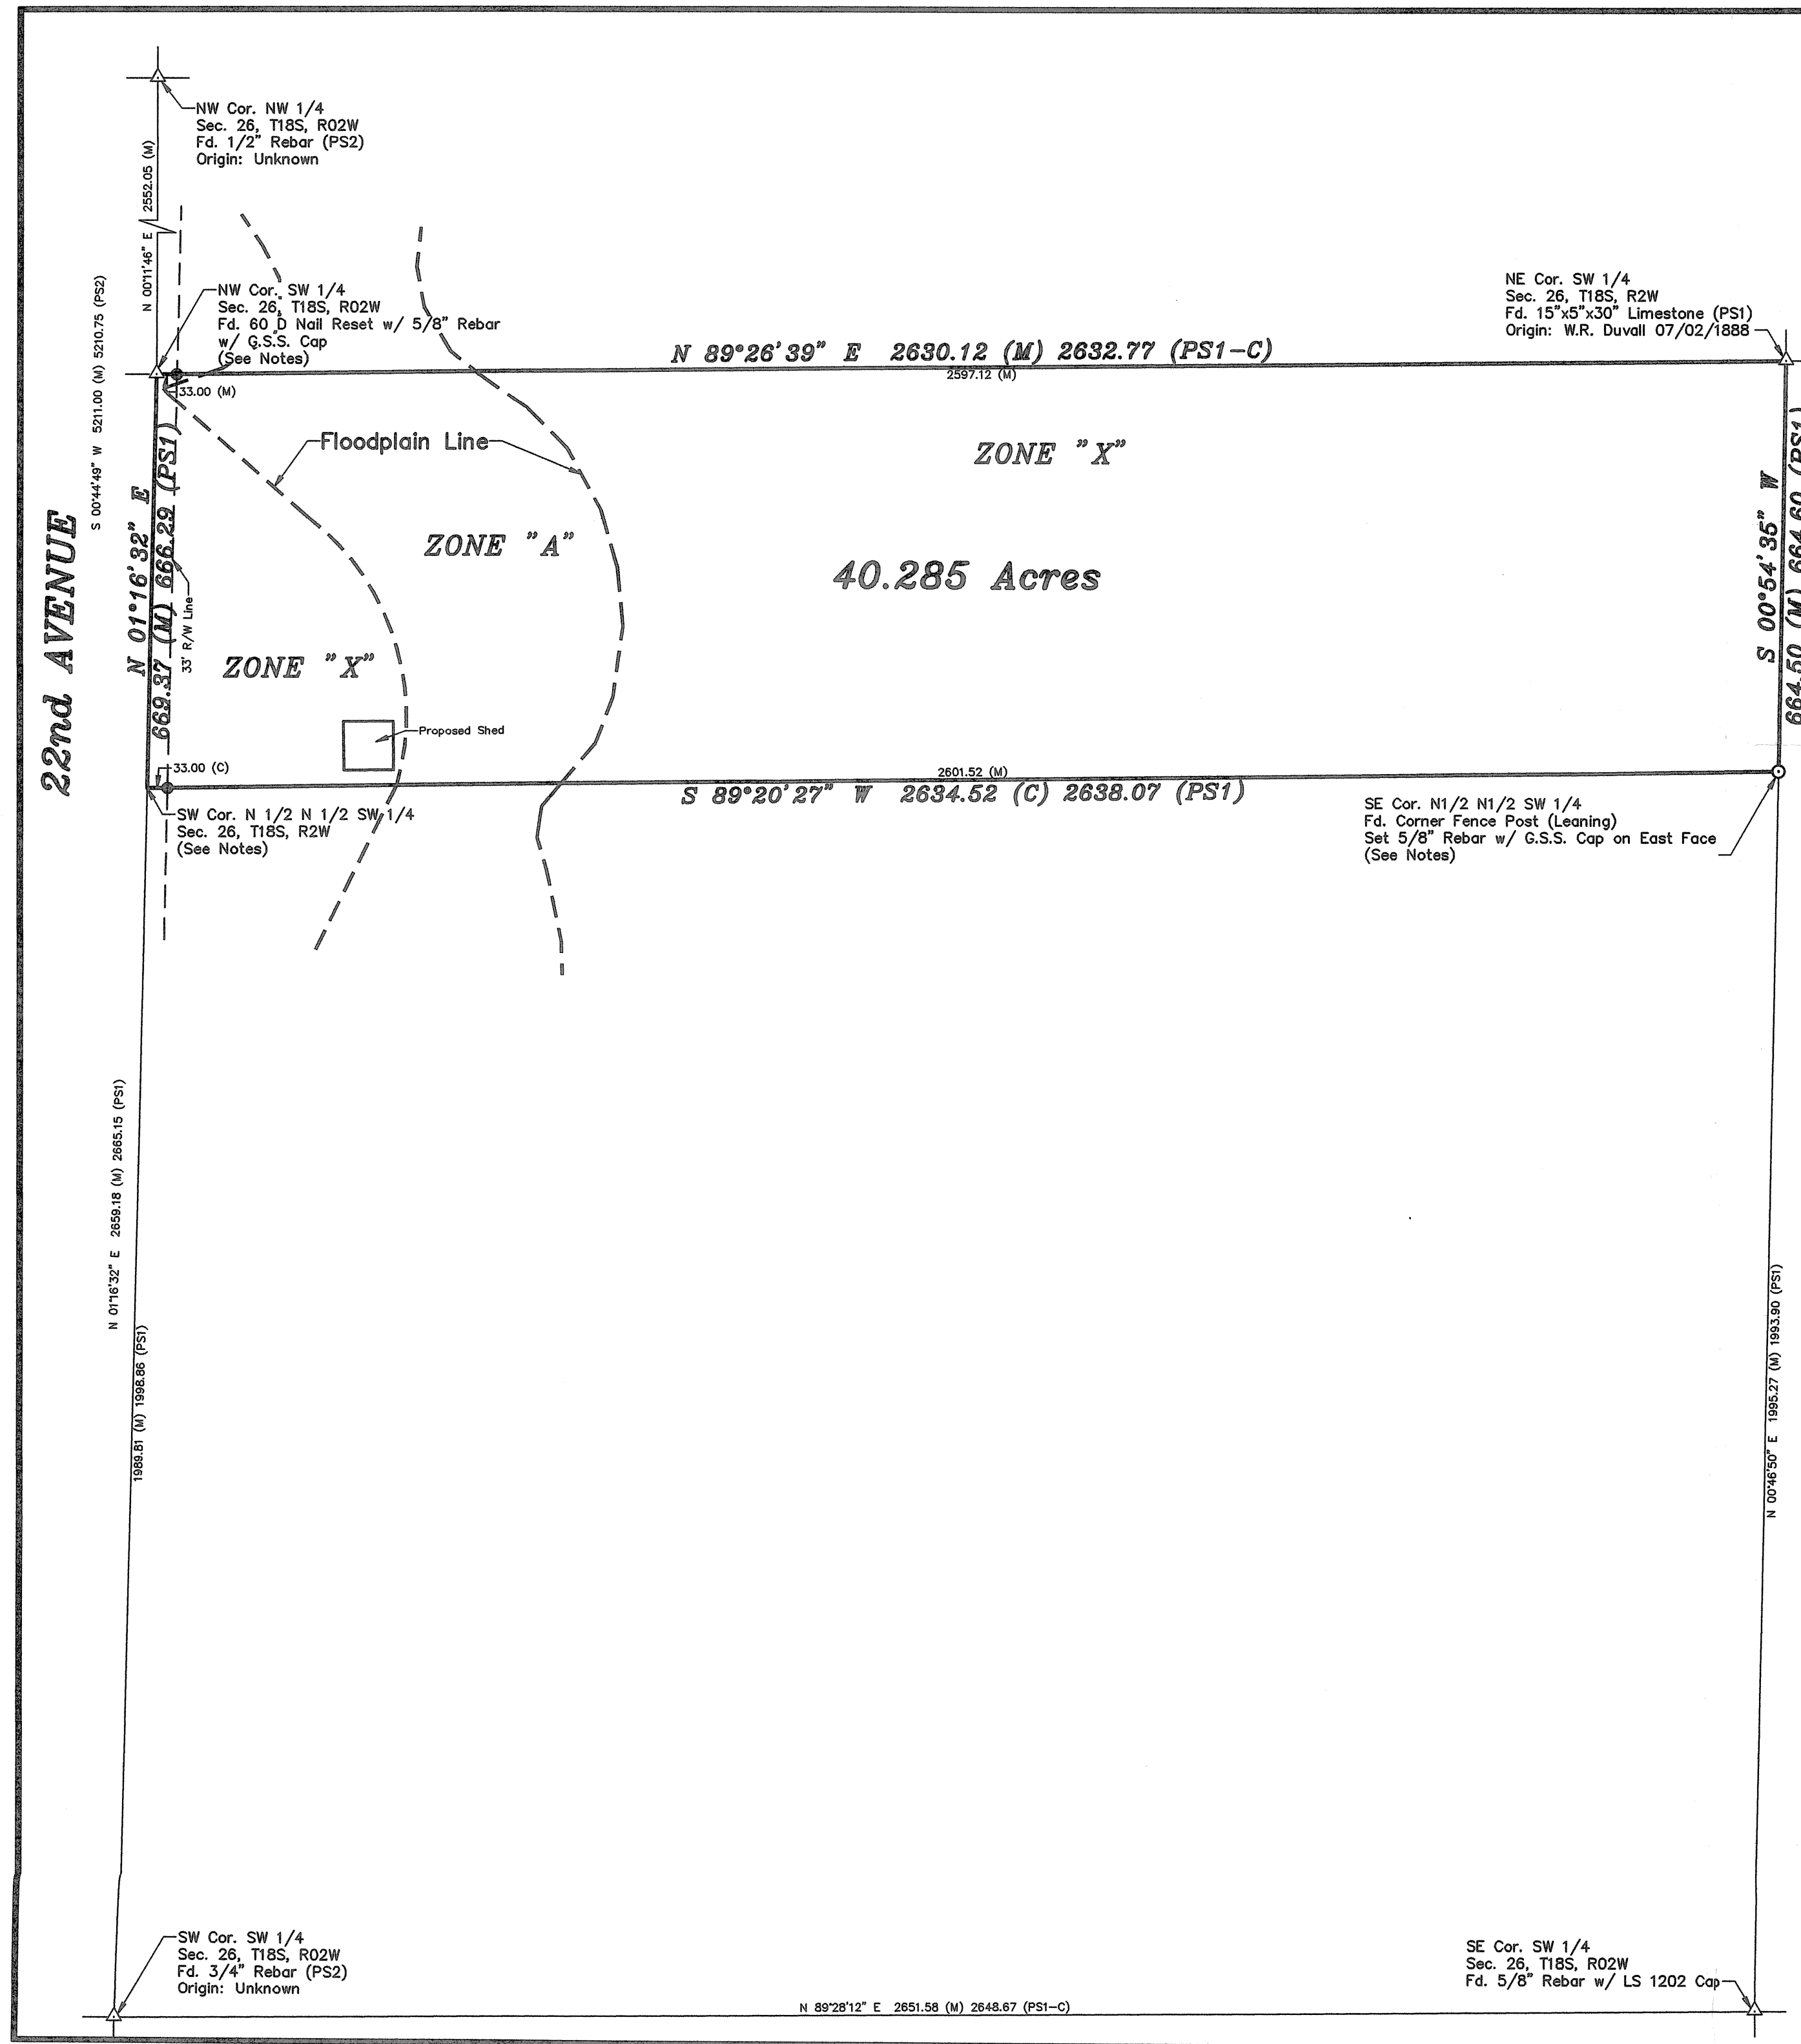 NW Cor. NW 1/4
Sec. 26, T18S, R02W
Fd. 1/2" Rebar (PS2)
Origin: Unknown
N 00°11'46" E 2552.05 (M)
S 00°44'49" W 5211.00 (M) 5210.75 (PS2)
NW Cor. SW 1/4
Sec. 26, T18S, R02W
Fd. 60 D Nail Reset w/ 5/8" Rebar
w/ G.S.S. Cap
(See Notes)
NE Cor. SW 1/4
Sec. 26, T18S, R2W
Fd. 15"x5"x30" Limestone (PS1)
Origin: W.R. Duvall 07/02/1888
N 89°26'39" E 2630.12 (M) 2632.77 (PS1-C)
2597.12 (M)
33.00 (M)
Floodplain Line
ZONE "X"
ZONE "A"
40.285 Acres
22nd AVENUE
N 01°16'32" E
669.37 (M) 666.29 (PS1)
33' R/W Line
ZONE "X"
S 00°54'35" W
664.50 (M) 664.60 (PS1)
Proposed Shed
33.00 (C)
2601.52 (M)
S 89°20'27" W 2634.52 (C) 2638.07 (PS1)
SW Cor. N 1/2 N 1/2 SW 1/4
Sec. 26, T18S, R2W
(See Notes)
SE Cor. N1/2 N1/2 SW 1/4
Fd. Corner Fence Post (Leaning)
Set 5/8" Rebar w/ G.S.S. Cap on East Face
(See Notes)
N 01°16'32" E 2659.18 (M) 2665.15 (PS1)
1989.81 (M) 1998.86 (PS1)
N 00°46'50" E 1995.27 (M) 1993.90 (PS1)
SW Cor. SW 1/4
Sec. 26, T18S, R02W
Fd. 3/4" Rebar (PS2)
Origin: Unknown
SE Cor. SW 1/4
Sec. 26, T18S, R02W
Fd. 5/8" Rebar w/ LS 1202 Cap
N 89°28'12" E 2651.58 (M) 2648.67 (PS1-C)